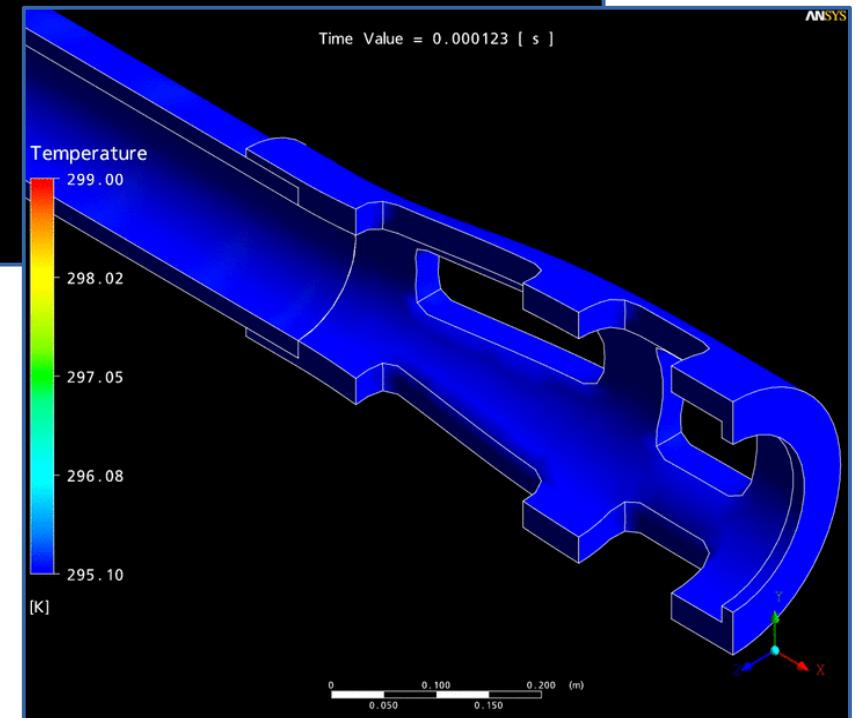 ANSYS
Time Value = 0.000123 [ s ]
Temperature
299.00
298.02
297.05
296.08
295.10
[K]
Y
Z
X
0 0.100 0.200 (m)
0.050 0.150